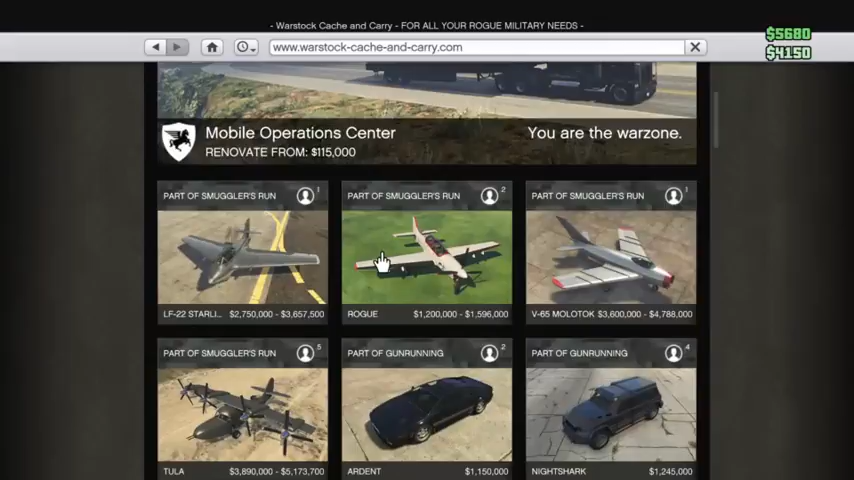 - Warstock Cache and Carry - FOR ALL YOUR ROGUE MILITARY NEEDS -
$5680
$4150
www.warstock-cache-and-carry.com
Mobile Operations Center
You are the warzone.
RENOVATE FROM: $115,000
PART OF SMUGGLER'S RUN 1
PART OF SMUGGLER'S RUN 2
PART OF SMUGGLER'S RUN 1
LF-22 STARLI... $2,750,000 - $3,657,500
ROGUE $1,200,000 - $1,596,000
V-65 MOLOTOK $3,600,000 - $4,788,000
PART OF SMUGGLER'S RUN 5
PART OF GUNRUNNING 2
PART OF GUNRUNNING 4
TULA $3,890,000 - $5,173,700
ARDENT $1,150,000
NIGHTSHARK $1,245,000